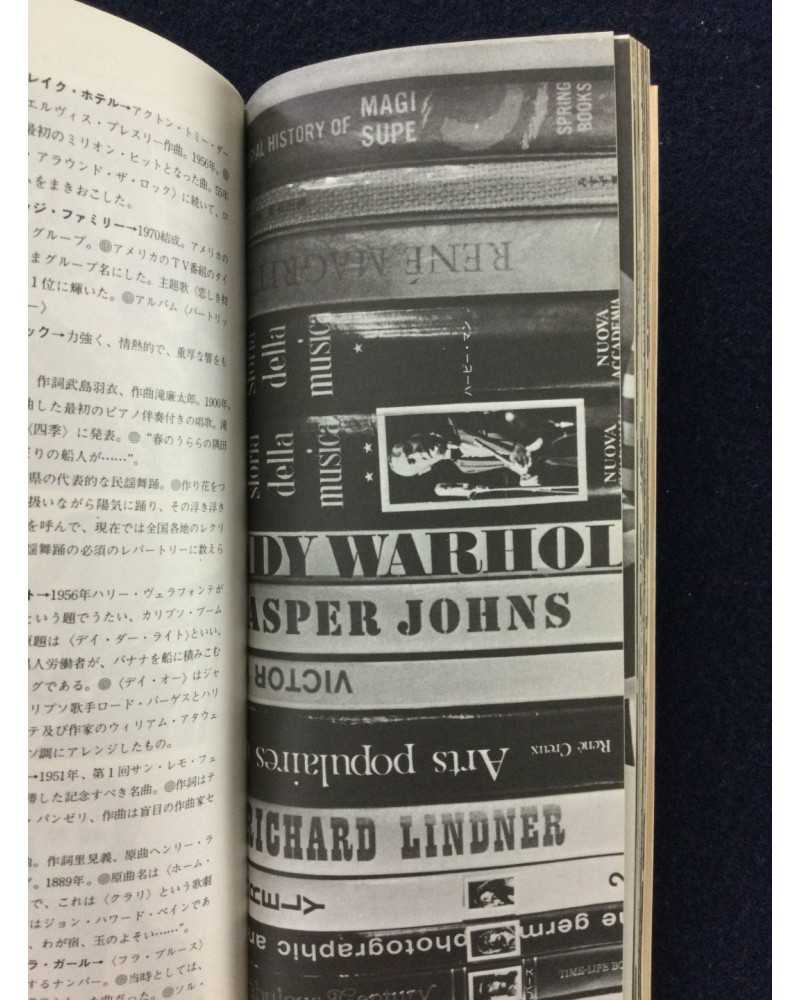 レイク・ホテル→アクトン・トミー・ダー
エルヴィス・プレスリー作曲。1956年。
最初のミリオン・ヒットとなった曲。55年
・アラウンド・ザ・ロック〉に続いて、ロ
ムをまきおこした。
ッジ・ファミリー→1970結成。アメリカの
グループ。アメリカのTV番組のタイ
まグループ名にした。主題歌〈恋しき初
1位に輝いた。アルバム〈パートリッ
ー〉
ック→力強く、情熱的で、重厚な響をも
作詞武島羽衣、作曲滝廉太郎。1900年。
曲した最初のピアノ伴奏付きの唱歌。滝
〈四季〉に発表。“春のうららの隅田
ぼりの船人が……”。
県の代表的な民謡舞踊。作り花をつ
扱いながら陽気に踊り、その浮き浮き
を呼んで、現在では全国各地のレクリ
謡舞踊の必須のレパートリーに数えら
ト→1956年ハリー・ヴェラフォンテが
という題でうたい、カリプソ・ブーム
原題は〈デイ・ダー・ライト〉といい、
人労働者が、バナナを船に積みこむ
グである。〈デイ・オー〉はジャ
リプソ歌手ロード・バーゲスとハリ
テ及び作家のウィリアム・アタウェ
ソ調にアレンジしたもの。
→1951年、第1回サン・レモ・フェ
勝した記念すべき名曲。作詞はテ
・パンゼリ、作曲は盲目の作曲家セ
曲。作詞里見義、原曲ヘンリー・ラ
ア。1889年。原曲名は〈ホーム・
で、これは〈クラリ〉という歌劇
はジョン・ハワード・ペインであ
、わが宿、玉のよそい……”。
ラ・ガール→〈フラ・ブルース〉
するナンバー。当時としては、
RAL HISTORY OF
MAGI
SUPE
SPRING
BOOKS
RENÉ MAGRIT
storia
della
musica
NUOVA
ACCADEMIA
storia
della
musica
NUOVA
NDY WARHOL
ASPER JOHNS
VICTOR
Arts populaires
René Creux
RICHARD LINDNER
RELY
2
he germ
photographic
TIME-LIFE BO